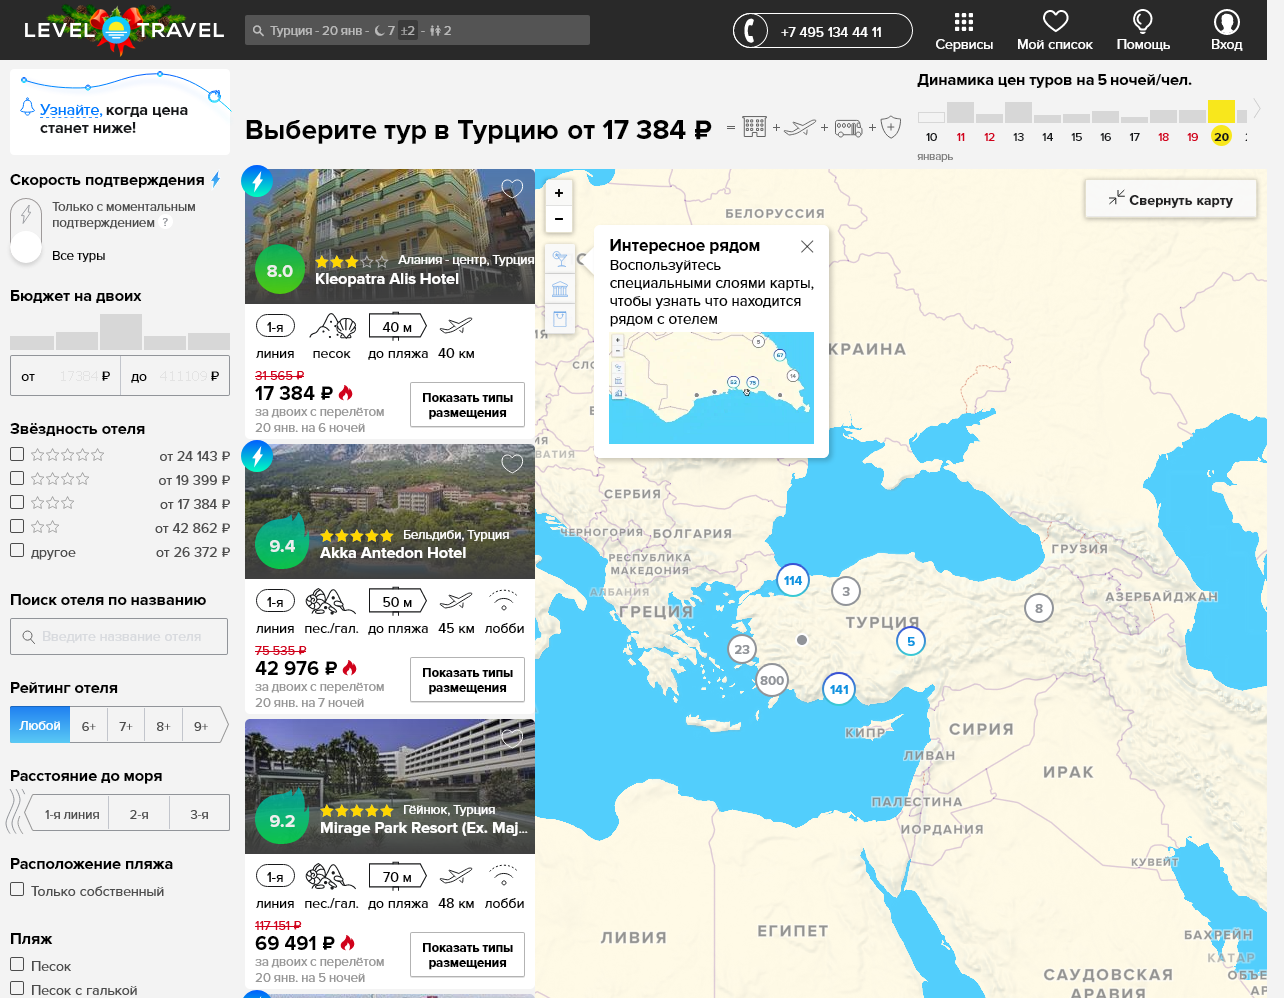 LEVEL TRAVEL
Турция - 20 янв - 7 ±2 - 2
+7 495 134 44 11
Сервисы
Мой список
Помощь
Вход
Узнайте, когда цена
станет ниже!
Выберите тур в Турцию от 17 384 ₽
= + + +
Динамика цен туров на 5 ночей/чел.
10 11 12 13 14 15 16 17 18 19 20
январь
Скорость подтверждения
Только с моментальным
подтверждением ?
Все туры
Бюджет на двоих
от 17384 ₽ до 411109 ₽
Звёздность отеля
от 24 143 ₽
от 19 399 ₽
от 17 384 ₽
от 42 862 ₽
другое от 26 372 ₽
Поиск отеля по названию
Введите название отеля
Рейтинг отеля
Любой 6+ 7+ 8+ 9+
Расстояние до моря
1-я линия 2-я 3-я
Расположение пляжа
Только собственный
Пляж
Песок
Песок с галькой
8.0
Алания - центр, Турция
Kleopatra Alis Hotel
1-я 40 м
линия песок до пляжа 40 км
31 565 ₽
17 384 ₽
за двоих с перелётом
20 янв. на 6 ночей
Показать типы
размещения
9.4
Бельдиби, Турция
Akka Antedon Hotel
1-я 50 м
линия пес./гал. до пляжа 45 км лобби
75 535 ₽
42 976 ₽
за двоих с перелётом
20 янв. на 7 ночей
Показать типы
размещения
9.2
Гёйнюк, Турция
Mirage Park Resort (Ex. Maj...
1-я 70 м
линия пес./гал. до пляжа 48 км лобби
117 151 ₽
69 491 ₽
за двоих с перелётом
20 янв. на 5 ночей
Показать типы
размещения
+
−
Свернуть карту
Интересное рядом
Воспользуйтесь
специальными слоями карты,
чтобы узнать что находится
рядом с отелем
5
67
14
53 75
БЕЛОРУССИЯ
КРАИНА
СЕРБИЯ
ЧЕРНОГОРИЯ БОЛГАРИЯ
РЕСПУБЛИКА
МАКЕДОНИЯ
АЛБАНИЯ
ГРЕЦИЯ
ГРУЗИЯ
АЗЕРБАЙДЖАН
ТУРЦИЯ
114
3
8
5
23
800
141
КИПР
СИРИЯ
ЛИВАН
ИРАК
ПАЛЕСТИНА
ИОРДАНИЯ
КУВЕЙТ
ЛИВИЯ
ЕГИПЕТ
БАХРЕЙН
КАТАР
САУДОВСКАЯ
АРАВИЯ